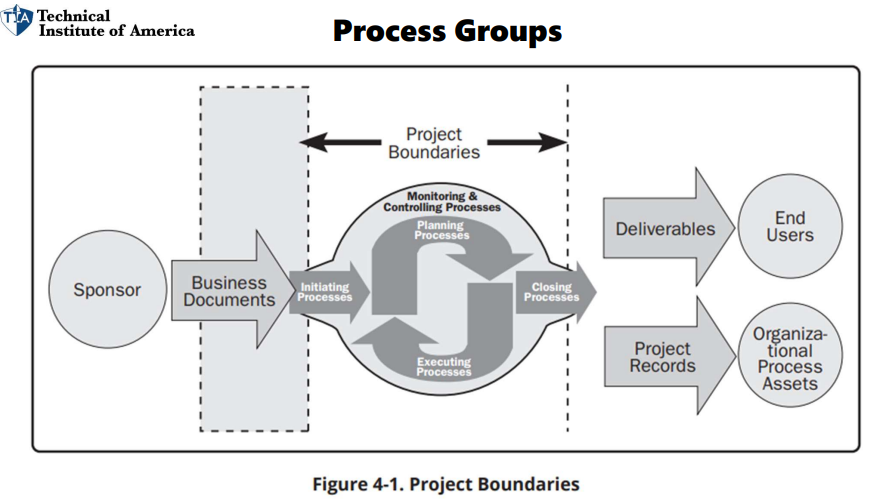 TIA
Technical
Institute of America
Process Groups
Project
Boundaries
Monitoring &
Controlling Processes
Planning
Processes
Sponsor
Business
Documents
Initiating
Processes
Closing
Processes
Executing
Processes
Deliverables
End
Users
Project
Records
Organiza-
tional
Process
Assets
Figure 4-1. Project Boundaries